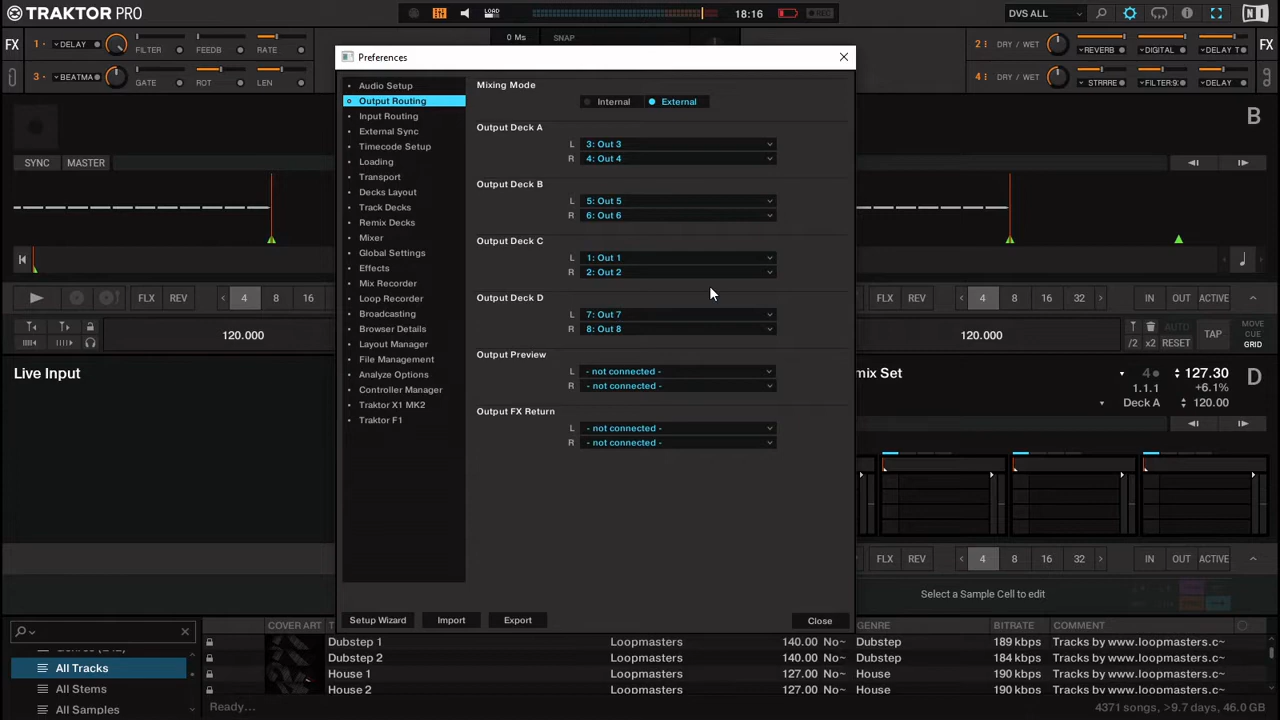 TRAKTOR PRO
LOAD
18:16
REC
DVS ALL
FX
1
DELAY
FILTER
FEEDB
RATE
0 Ms
SNAP
2
DRY / WET
REVERB
DIGITAL
DELAY T
FX
3
BEATMA
GATE
ROT
LEN
4
DRY / WET
STRRE
FILTER:9
DELAY
Preferences
Audio Setup
Output Routing
Input Routing
External Sync
Timecode Setup
Loading
Transport
Decks Layout
Track Decks
Remix Decks
Mixer
Global Settings
Effects
Mix Recorder
Loop Recorder
Broadcasting
Browser Details
Layout Manager
File Management
Analyze Options
Controller Manager
Traktor X1 MK2
Traktor F1
Mixing Mode
Internal
External
Output Deck A
L 3: Out 3
R 4: Out 4
Output Deck B
L 5: Out 5
R 6: Out 6
Output Deck C
L 1: Out 1
R 2: Out 2
Output Deck D
L 7: Out 7
R 8: Out 8
Output Preview
L - not connected -
R - not connected -
Output FX Return
L - not connected -
R - not connected -
Setup Wizard
Import
Export
Close
SYNC
MASTER
B
FLX
REV
4
8
16
120.000
Live Input
FLX
REV
4
8
16
32
IN
OUT
ACTIVE
120.000
/2
x2
AUTO
RESET
TAP
MOVE
CUE
GRID
mix Set
4
127.30
1.1.1
+6.1%
Deck A
120.00
D
FLX
REV
4
8
16
32
IN
OUT
ACTIVE
Select a Sample Cell to edit
All Tracks
All Stems
All Samples
COVER ART
GENRE
BITRATE
COMMENT
Dubstep 1 Loopmasters 140.00 No~ Dubstep 189 kbps Tracks by www.loopmasters.c~
Dubstep 2 Loopmasters 140.00 No~ Dubstep 184 kbps Tracks by www.loopmasters.c~
House 1 Loopmasters 127.00 No~ House 190 kbps Tracks by www.loopmasters.c~
House 2 Loopmasters 127.00 No~ House 190 kbps Tracks by www.loopmasters.c~
Ready...
4371 songs, >9.7 days, 46.0GB